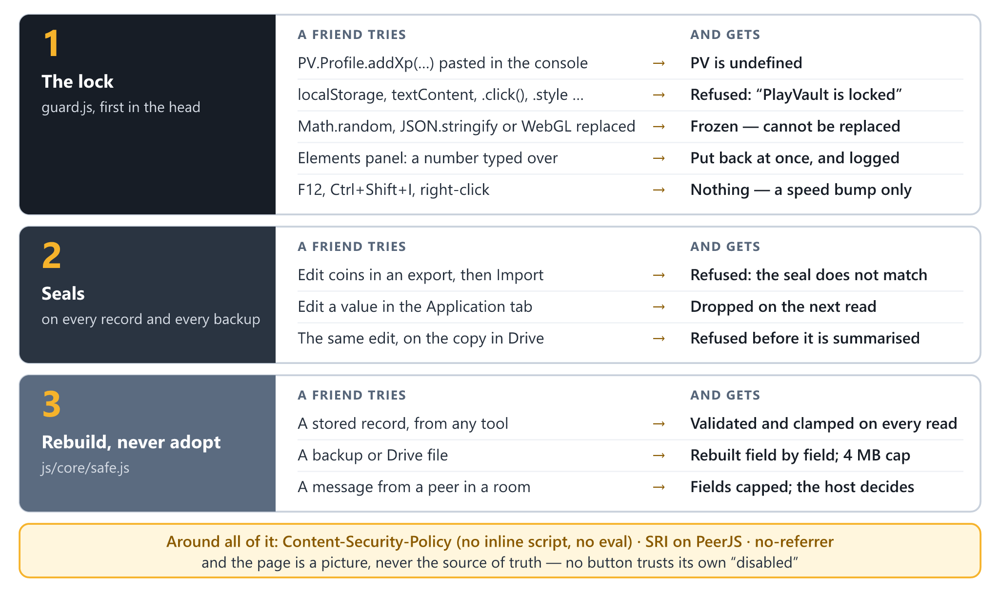 1
The lock
guard.js, first in the head
A FRIEND TRIES AND GETS
PV.Profile.addXp(…) pasted in the console → PV is undefined
localStorage, textContent, .click(), .style … → Refused: “PlayVault is locked”
Math.random, JSON.stringify or WebGL replaced → Frozen — cannot be replaced
Elements panel: a number typed over → Put back at once, and logged
F12, Ctrl+Shift+I, right-click → Nothing — a speed bump only
2
Seals
on every record and every backup
A FRIEND TRIES AND GETS
Edit coins in an export, then Import → Refused: the seal does not match
Edit a value in the Application tab → Dropped on the next read
The same edit, on the copy in Drive → Refused before it is summarised
3
Rebuild, never adopt
js/core/safe.js
A FRIEND TRIES AND GETS
A stored record, from any tool → Validated and clamped on every read
A backup or Drive file → Rebuilt field by field; 4 MB cap
A message from a peer in a room → Fields capped; the host decides
Around all of it: Content-Security-Policy (no inline script, no eval) · SRI on PeerJS · no-referrer
and the page is a picture, never the source of truth — no button trusts its own “disabled”